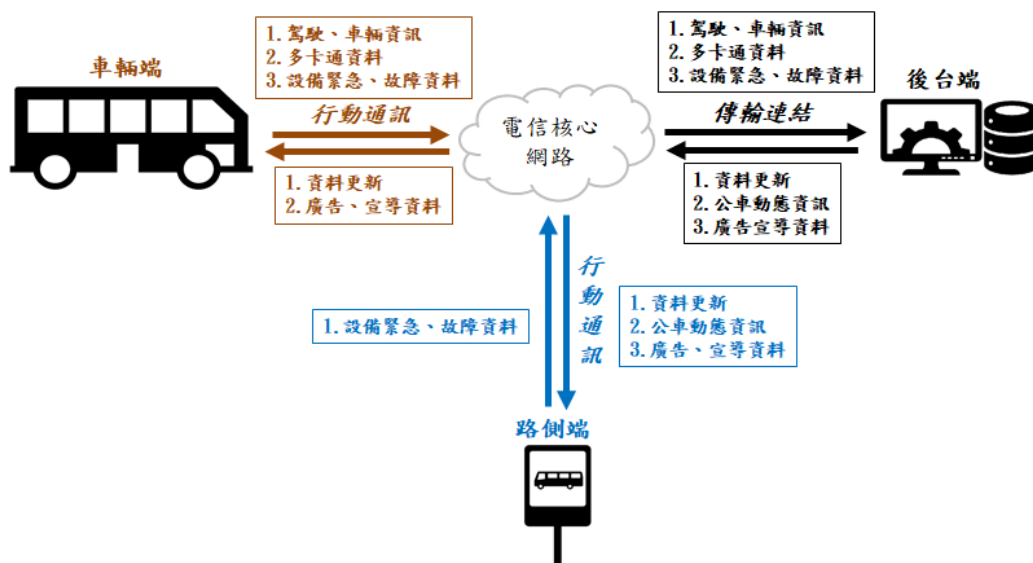 車輛端
1.駕駛、車輛資訊
2.多卡通資料
3.設備緊急、故障資料
行動通訊
1.資料更新
2.廣告、宣導資料
電信核心
網路
1.駕駛、車輛資訊
2.多卡通資料
3.設備緊急、故障資料
傳輸連結
1.資料更新
2.公車動態資訊
3.廣告宣導資料
後台端
1.設備緊急、故障資料
行動通訊
1.資料更新
2.公車動態資訊
3.廣告、宣導資料
路側端